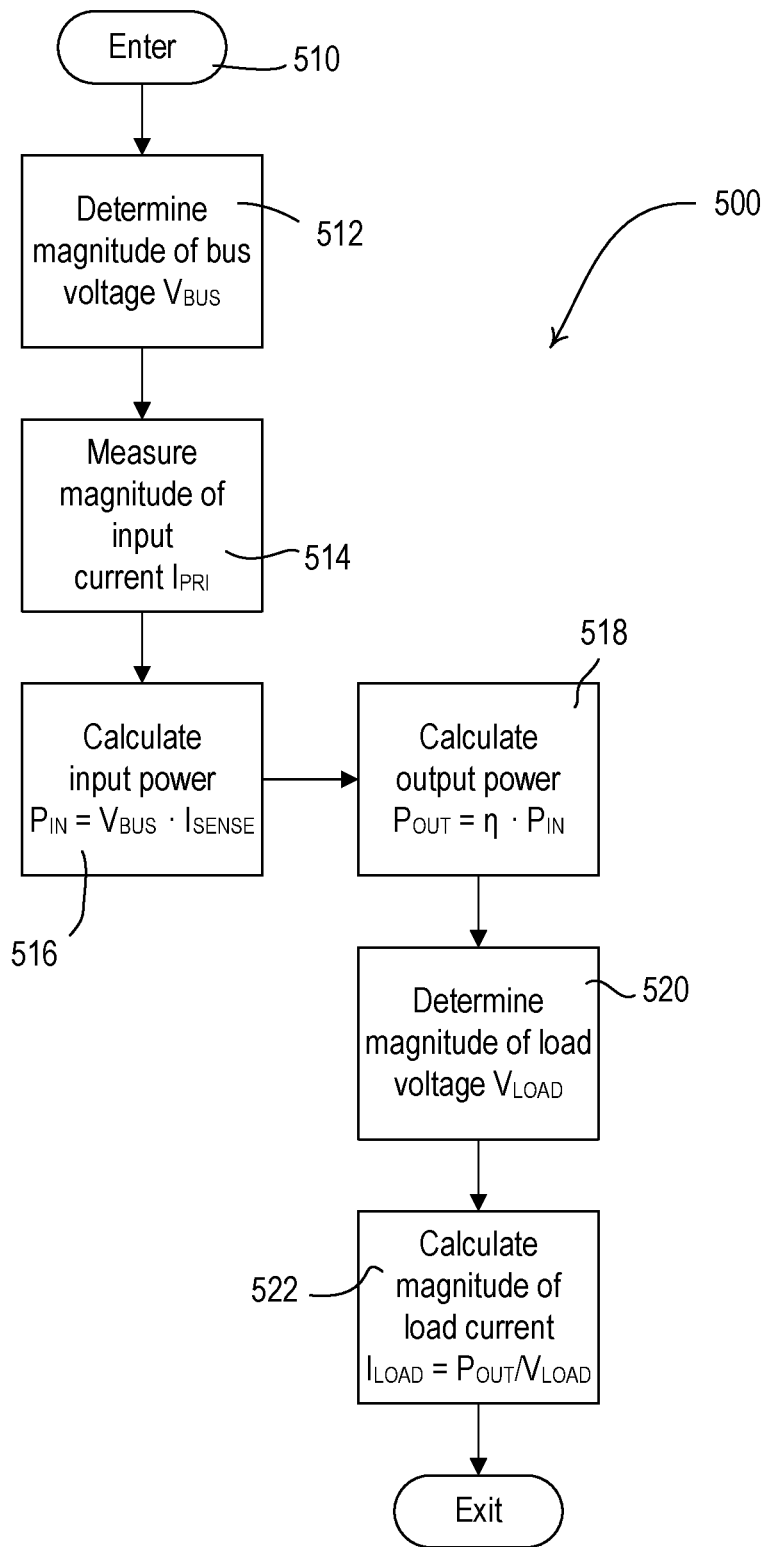 Enter
510
Determine
magnitude of bus
voltage VBUS
512
500
Measure
magnitude of
input
current IPRI
514
Calculate
input power
PIN = VBUS · ISENSE
516
518
Calculate
output power
POUT = η · PIN
Determine
magnitude of load
voltage VLOAD
520
Calculate
magnitude of
load current
ILOAD = POUT/VLOAD
522
Exit